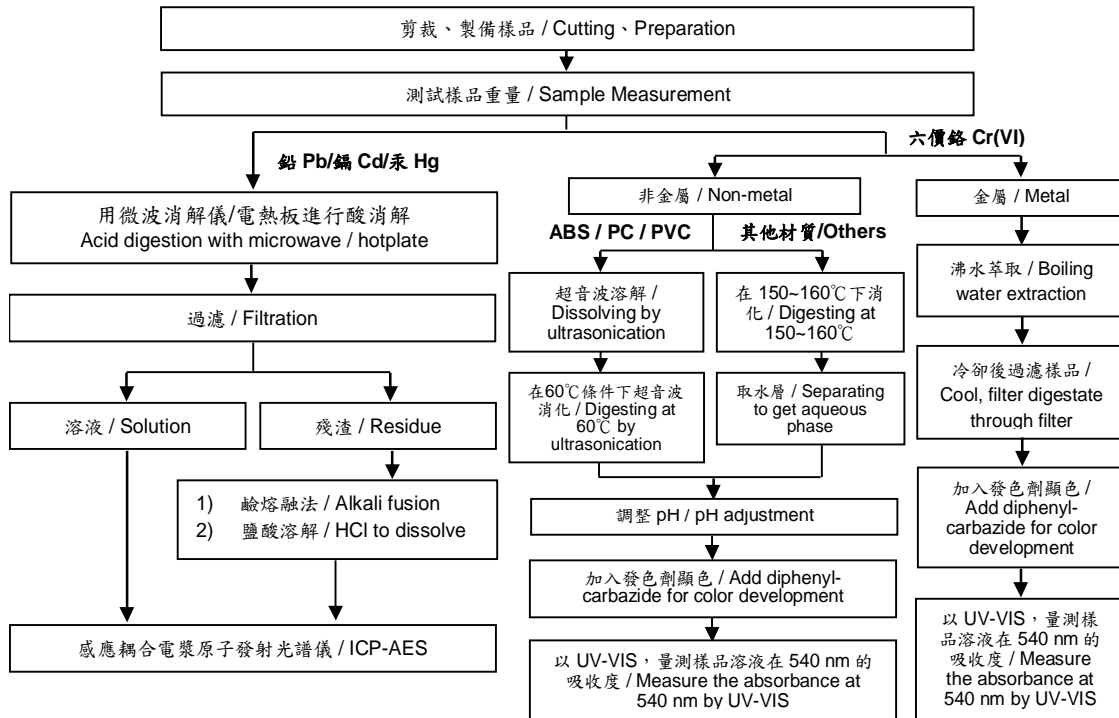 剪裁、製備樣品 / Cutting、Preparation
測試樣品重量 / Sample Measurement
鉛 Pb/鎘 Cd/汞 Hg
六價鉻 Cr(VI)
用微波消解儀/電熱板進行酸消解
Acid digestion with microwave / hotplate
過濾 / Filtration
溶液 / Solution
殘渣 / Residue
1) 鹼熔融法 / Alkali fusion
2) 鹽酸溶解 / HCl to dissolve
感應耦合電漿原子發射光譜儀 / ICP-AES
非金屬 / Non-metal
ABS / PC / PVC
其他材質/Others
超音波溶解 /
Dissolving by
ultrasonication
在 150~160℃下消
化 / Digesting at
150~160℃
在60℃條件下超音波
消化 / Digesting at
60℃ by
ultrasonication
取水層 / Separating
to get aqueous
phase
調整 pH / pH adjustment
加入發色劑顯色 / Add diphenyl-
carbazide for color development
以 UV-VIS，量測樣品溶液在 540 nm 的
吸收度 / Measure the absorbance at
540 nm by UV-VIS
金屬 / Metal
沸水萃取 / Boiling
water extraction
冷卻後過濾樣品 /
Cool, filter digestate
through filter
加入發色劑顯色 /
Add diphenyl-
carbazide for color
development
以 UV-VIS，量測樣
品溶液在 540 nm 的
吸收度 / Measure
the absorbance at
540 nm by UV-VIS